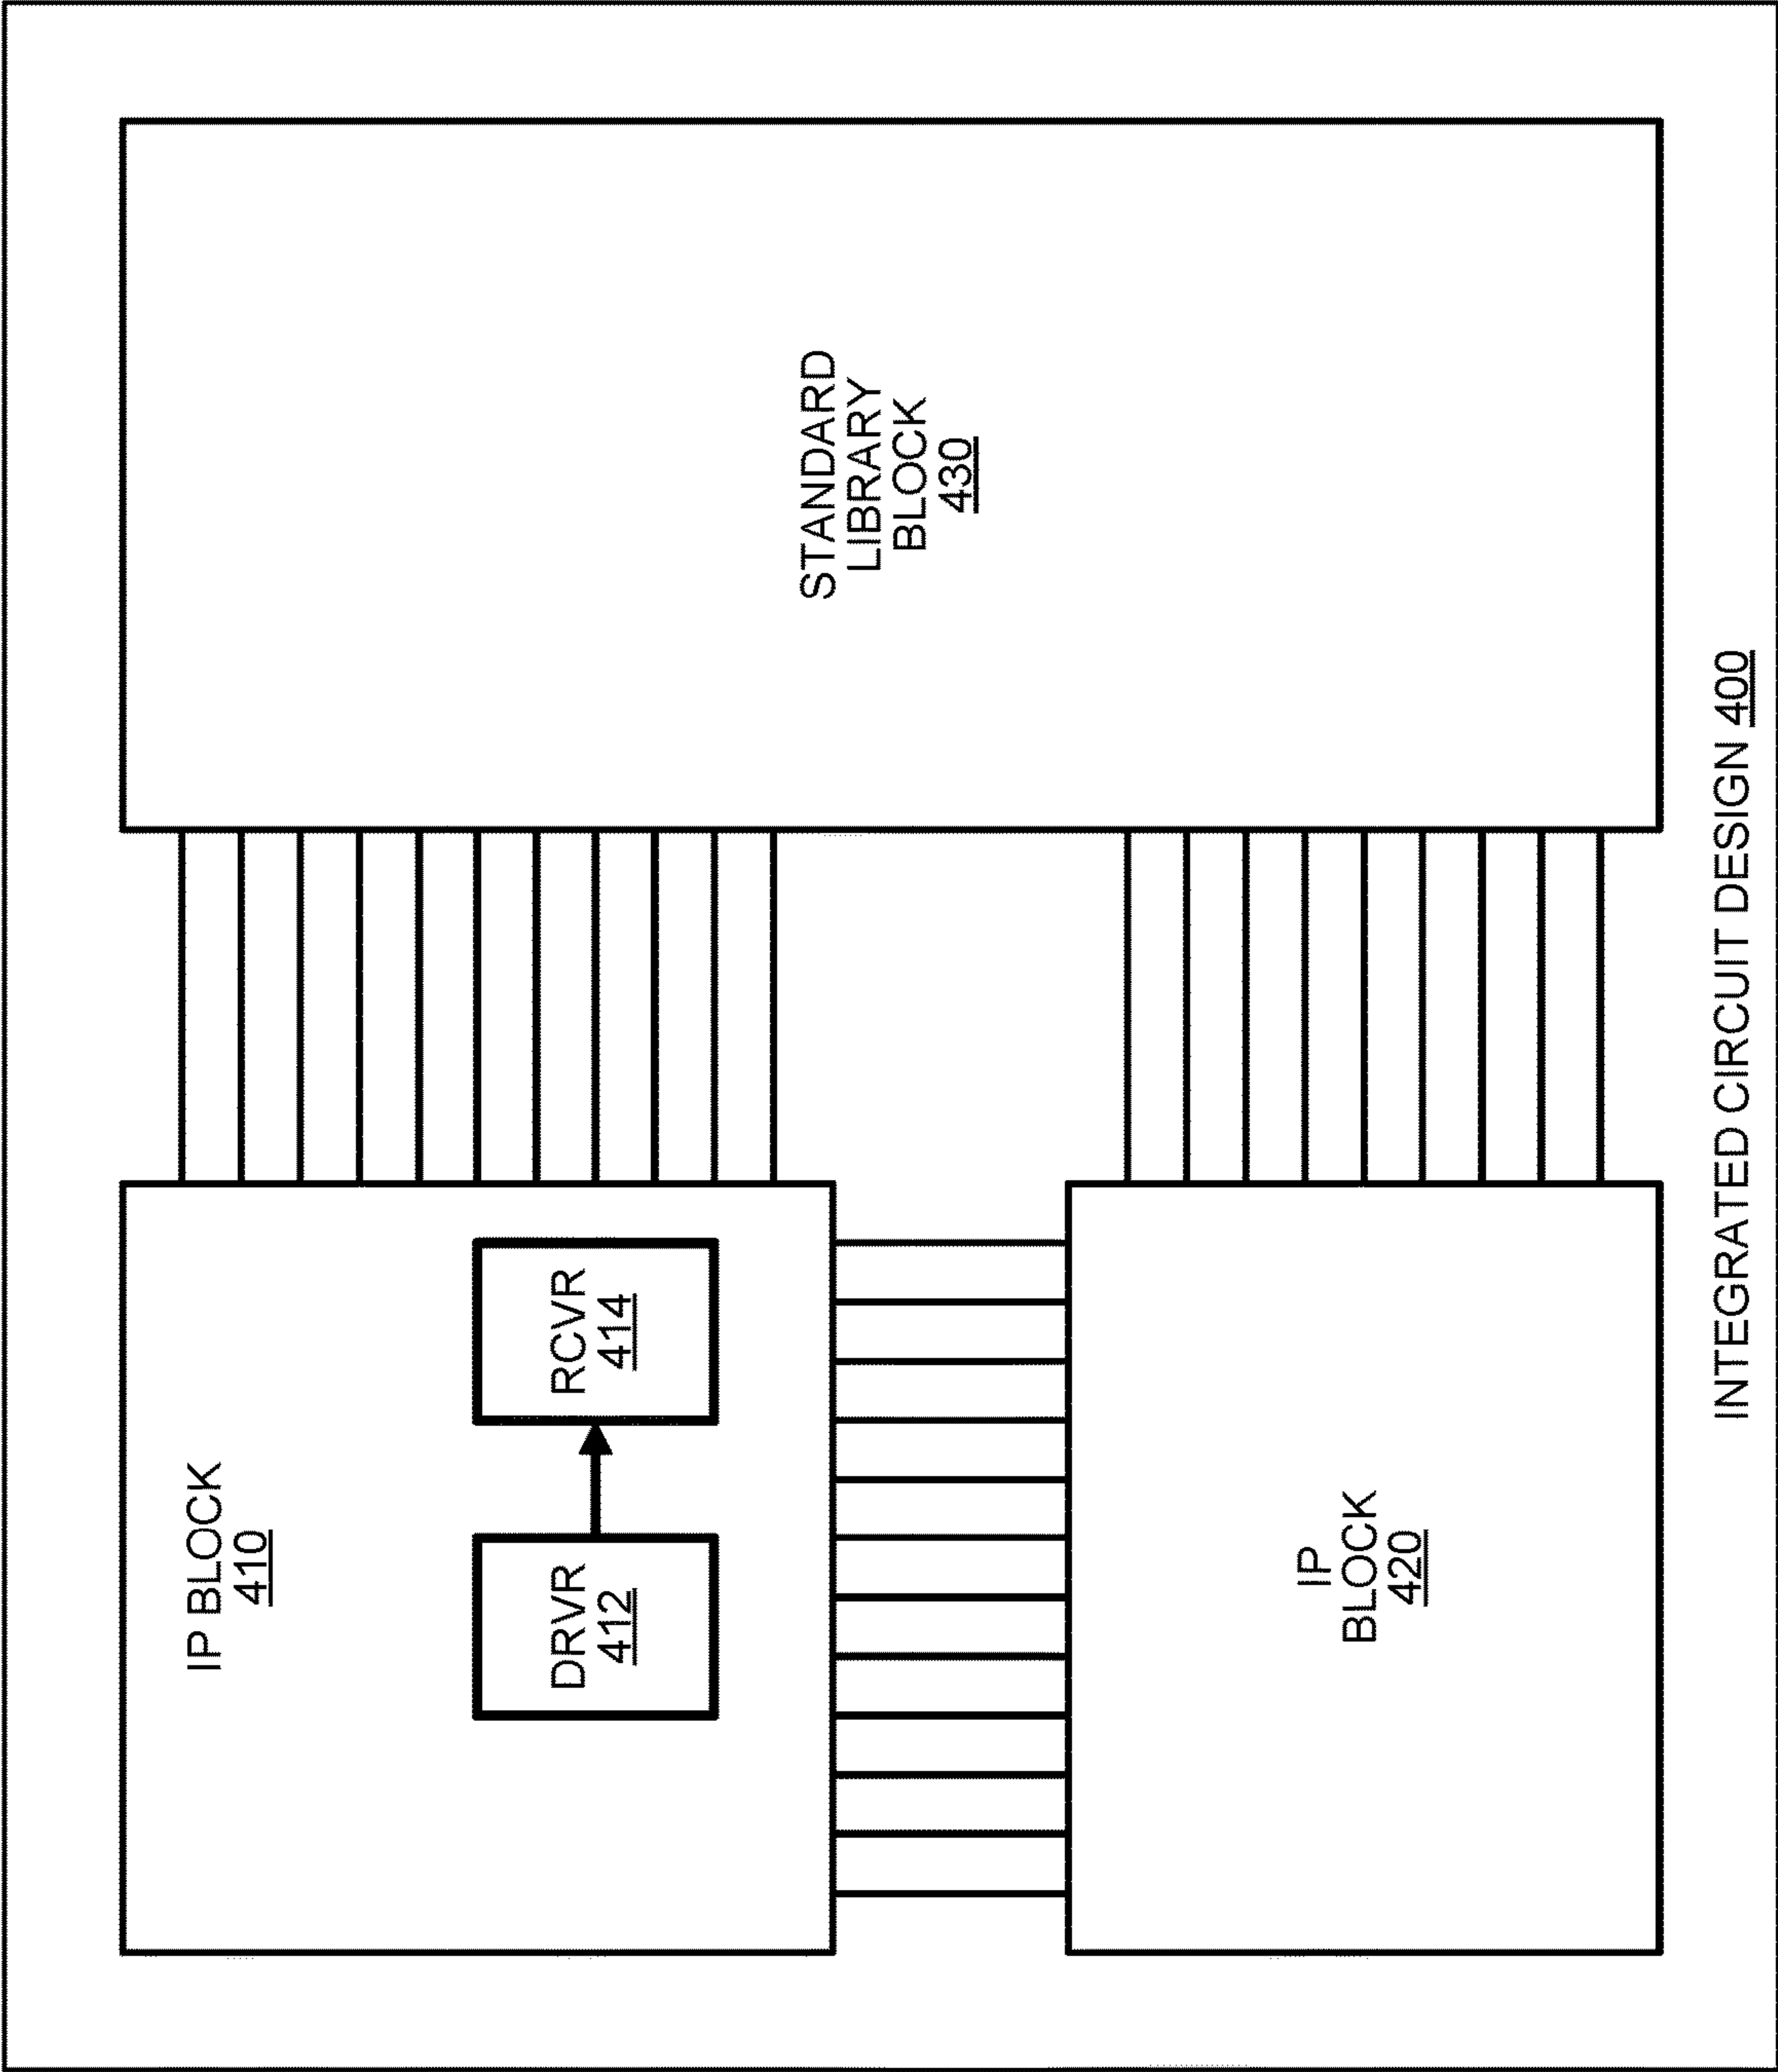 IP BLOCK
410
DRVR
412
RCVR
414
STANDARD
LIBRARY
BLOCK
430
IP
BLOCK
420
INTEGRATED CIRCUIT DESIGN 400